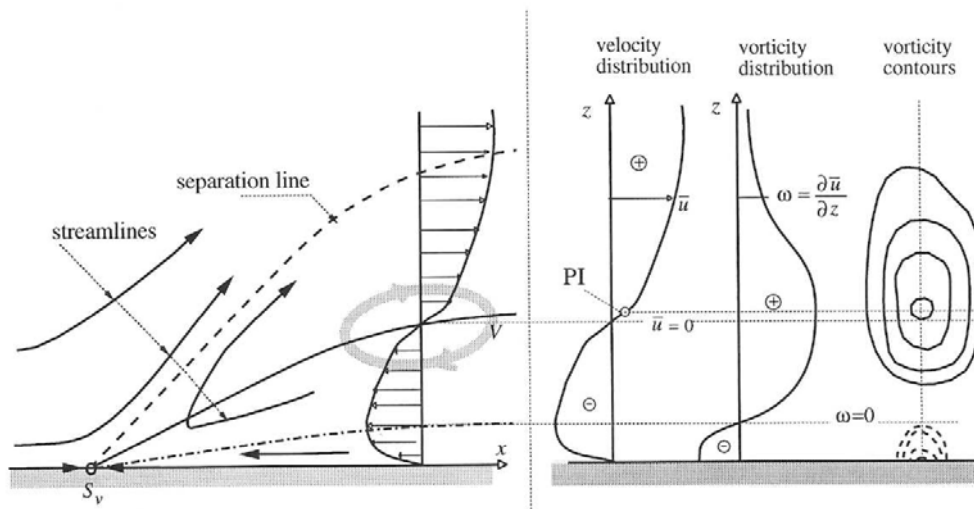 velocity distribution
vorticity distribution
vorticity contours
z
z
separation line
⊕
ū
ω = ∂ū/∂z
streamlines
PI
⊕
V
ū = 0
⊖
ω=0
x
⊖
S_v